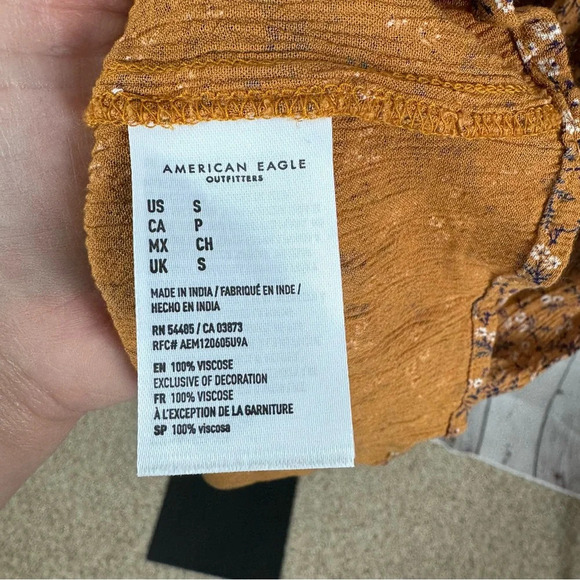 AMERICAN EAGLE
OUTFITTERS
US S
CA P
MX CH
UK S
MADE IN INDIA / FABRIQUÉ EN INDE /
HECHO EN INDIA
RN 54485 / CA 03873
RFC# AEM120605U9A
EN 100% VISCOSE
EXCLUSIVE OF DECORATION
FR 100% VISCOSE
À L'EXCEPTION DE LA GARNITURE
SP 100% viscosa